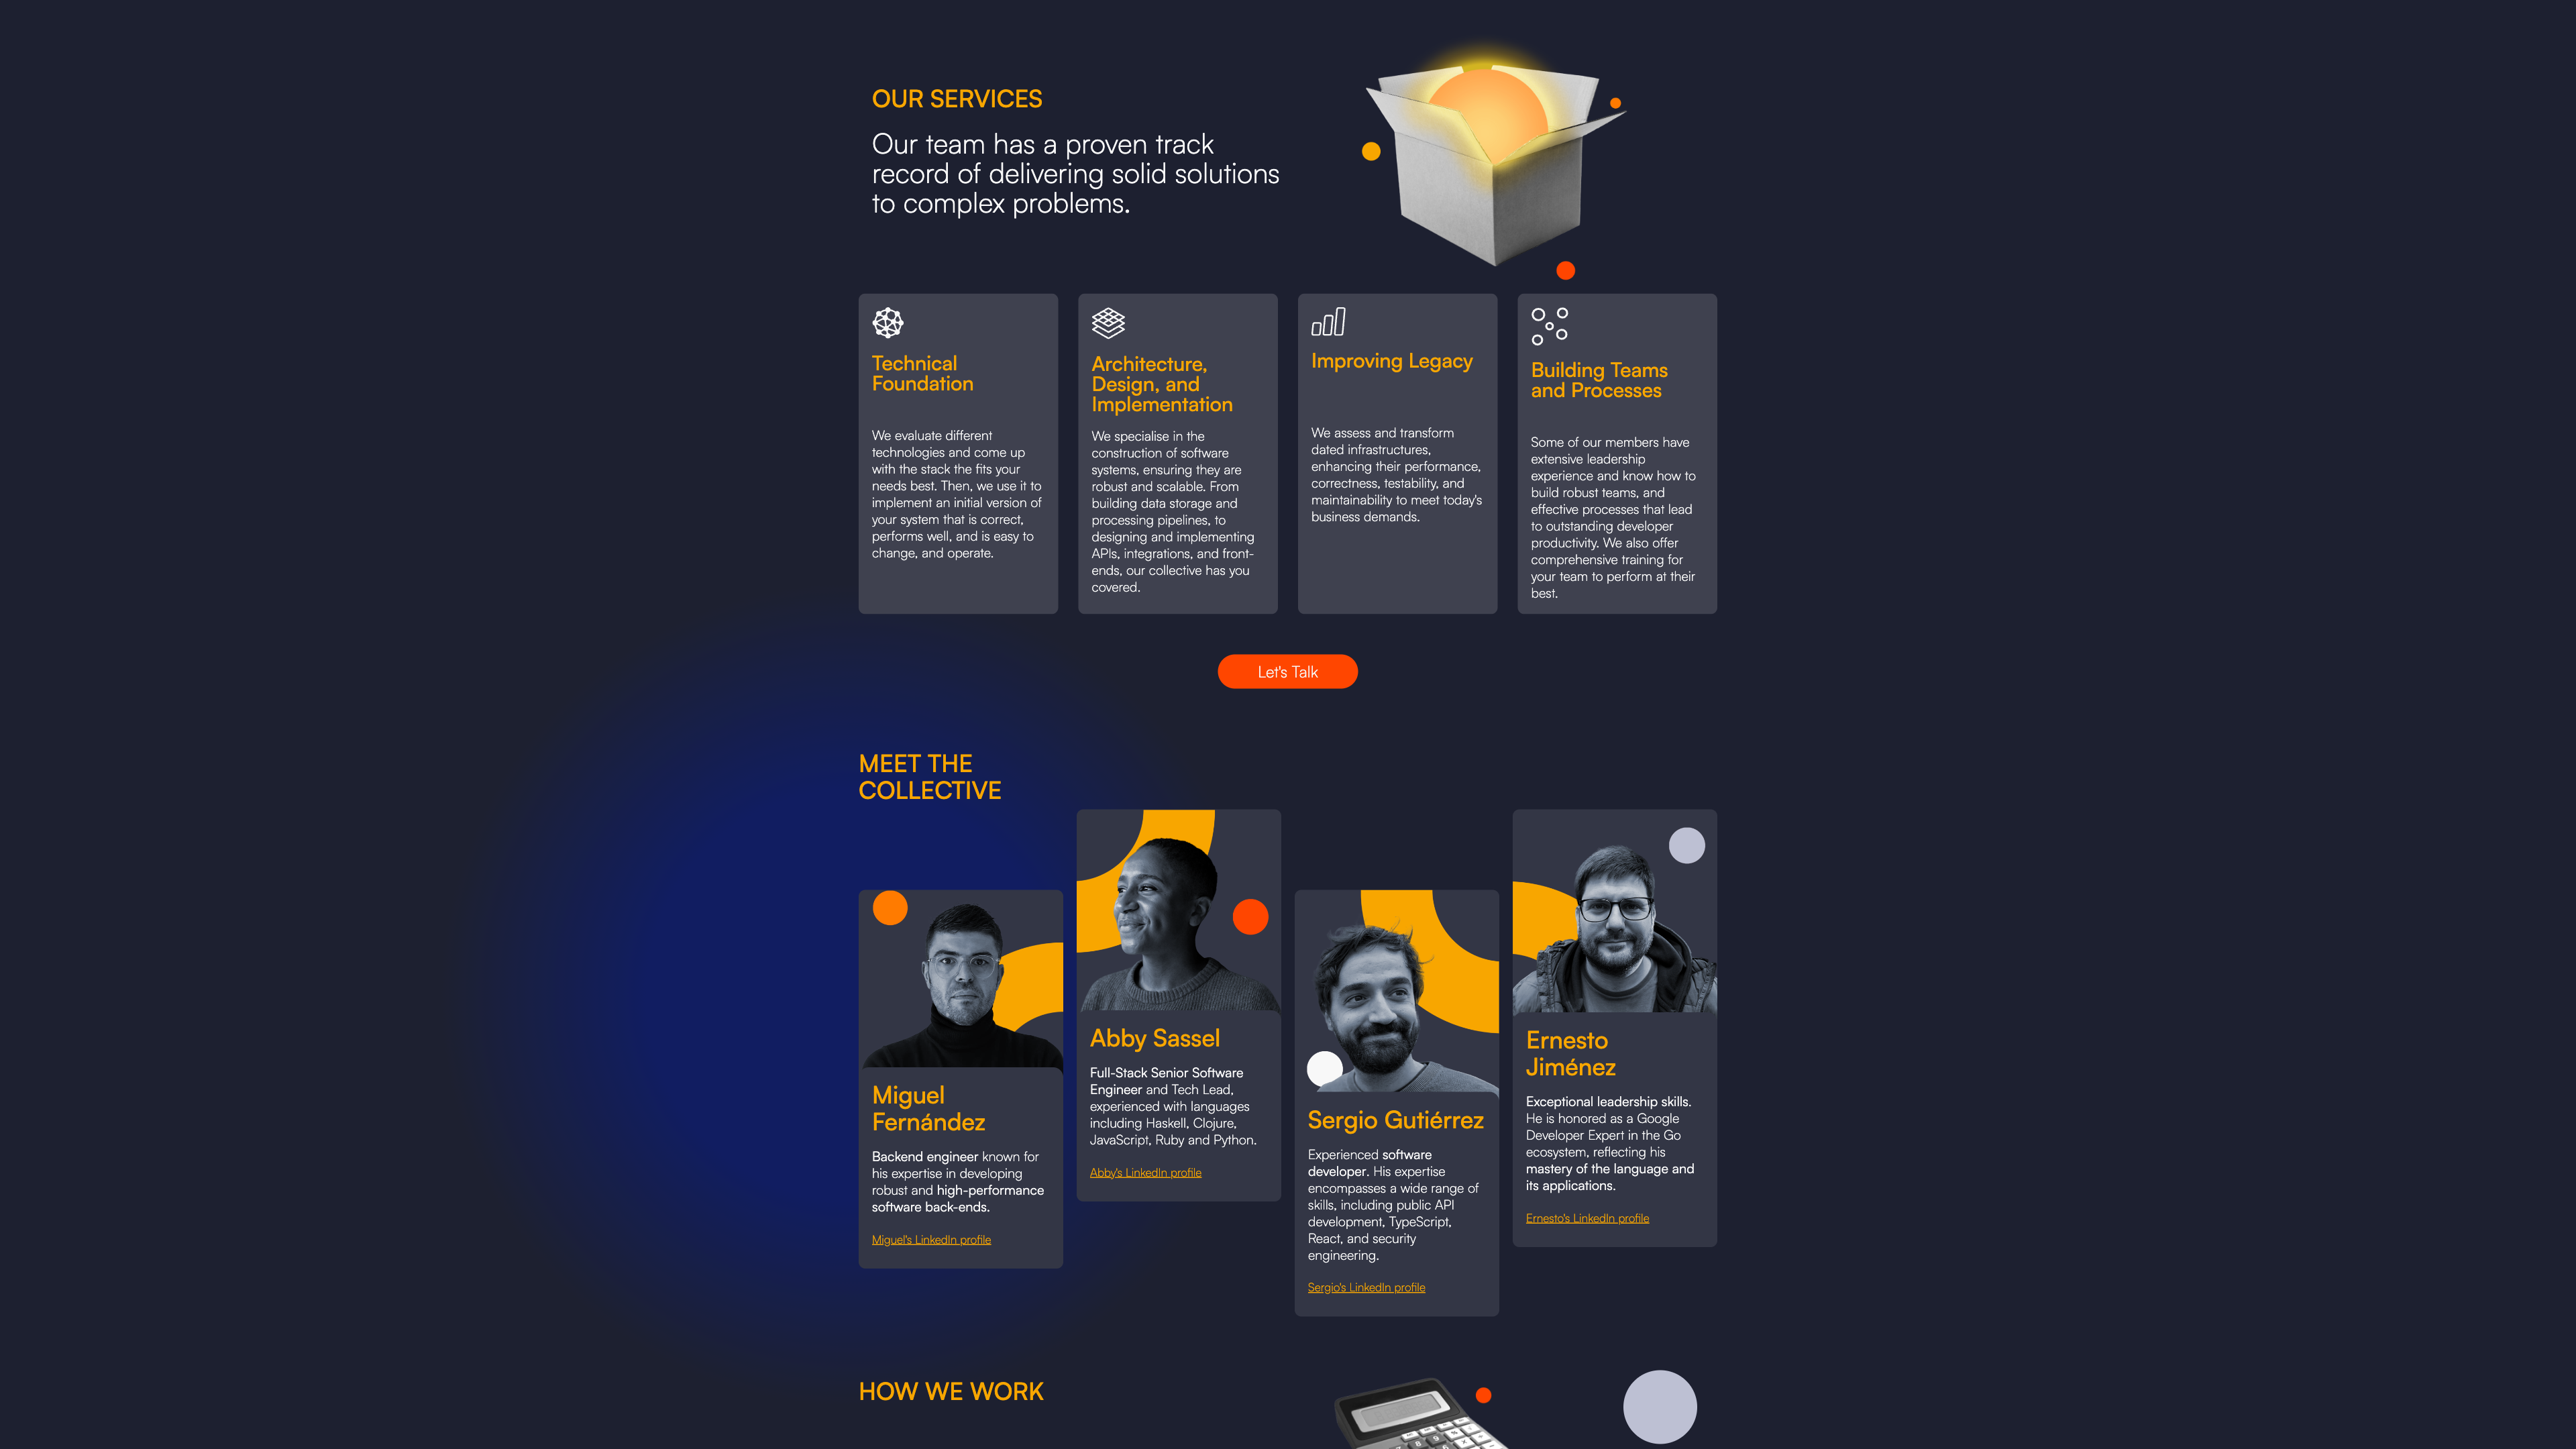 OUR SERVICES
Our team has a proven track
record of delivering solid solutions
to complex problems.
Technical
Foundation
We evaluate different
technologies and come up
with the stack the fits your
needs best. Then, we use it to
implement an initial version of
your system that is correct,
performs well, and is easy to
change, and operate.
Architecture,
Design, and
Implementation
We specialise in the
construction of software
systems, ensuring they are
robust and scalable. From
building data storage and
processing pipelines, to
designing and implementing
APIs, integrations, and front-
ends, our collective has you
covered.
Improving Legacy
We assess and transform
dated infrastructures,
enhancing their performance,
correctness, testability, and
maintainability to meet today's
business demands.
Building Teams
and Processes
Some of our members have
extensive leadership
experience and know how to
build robust teams, and
effective processes that lead
to outstanding developer
productivity. We also offer
comprehensive training for
your team to perform at their
best.
Let's Talk
MEET THE
COLLECTIVE
Miguel
Fernández
Backend engineer known for
his expertise in developing
robust and high-performance
software back-ends.
Miguel's LinkedIn profile
Abby Sassel
Full-Stack Senior Software
Engineer and Tech Lead,
experienced with languages
including Haskell, Clojure,
JavaScript, Ruby and Python.
Abby's LinkedIn profile
Sergio Gutiérrez
Experienced software
developer. His expertise
encompasses a wide range of
skills, including public API
development, TypeScript,
React, and security
engineering.
Sergio's LinkedIn profile
Ernesto
Jiménez
Exceptional leadership skills.
He is honored as a Google
Developer Expert in the Go
ecosystem, reflecting his
mastery of the language and
its applications.
Ernesto's LinkedIn profile
HOW WE WORK